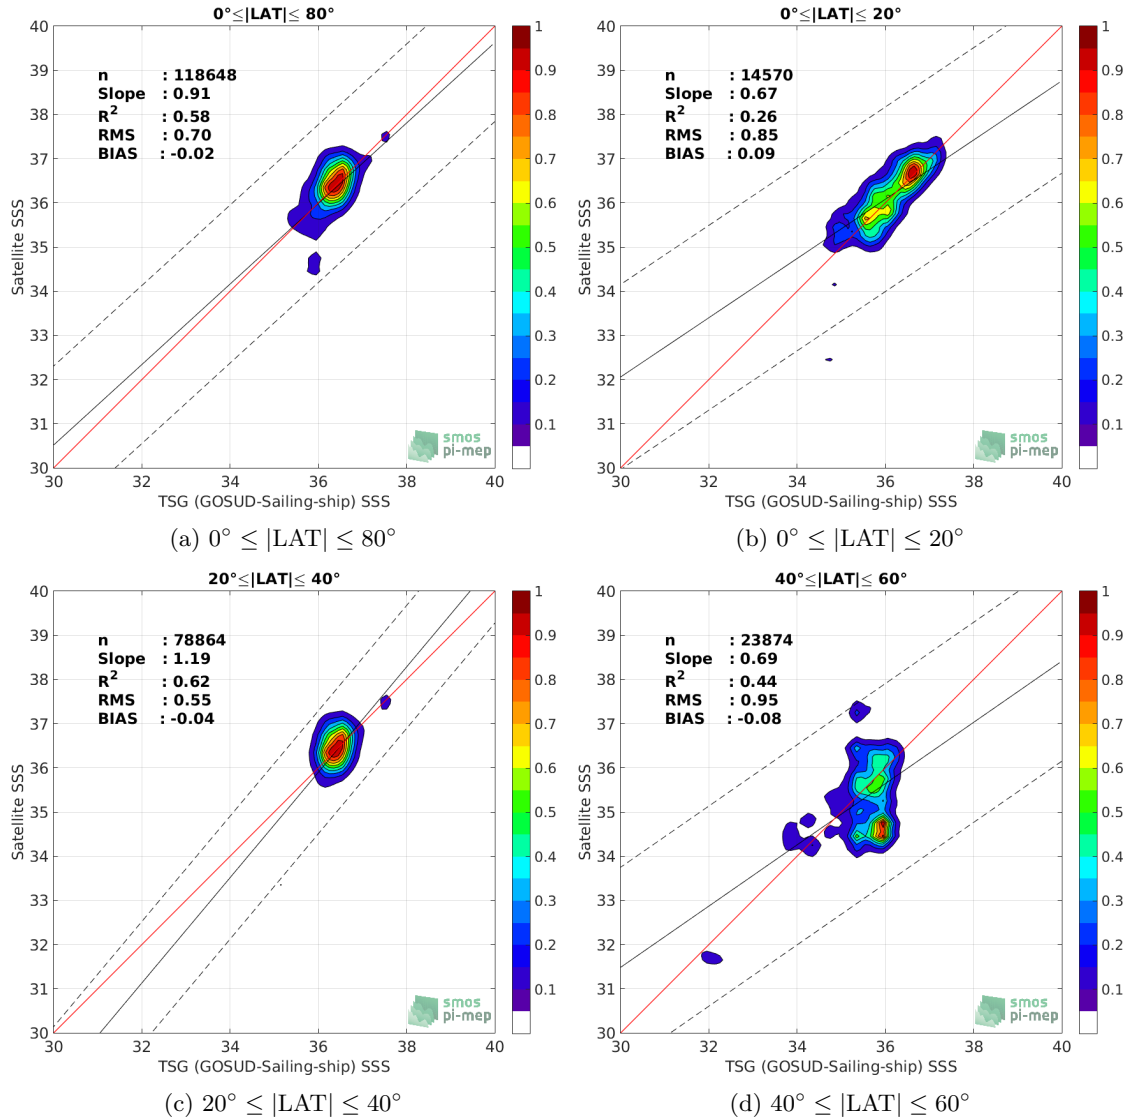 0°≤|LAT|≤ 80°
40
39
38
37
36
35
34
33
32
31
30
Satellite SSS
n : 118648
Slope : 0.91
R² : 0.58
RMS : 0.70
BIAS : -0.02
smos
pi-mep
30 32 34 36 38 40
TSG (GOSUD-Sailing-ship) SSS
1
0.9
0.8
0.7
0.6
0.5
0.4
0.3
0.2
0.1
(a) 0° ≤ |LAT| ≤ 80°
0°≤|LAT|≤ 20°
40
39
38
37
36
35
34
33
32
31
30
Satellite SSS
n : 14570
Slope : 0.67
R² : 0.26
RMS : 0.85
BIAS : 0.09
smos
pi-mep
30 32 34 36 38 40
TSG (GOSUD-Sailing-ship) SSS
1
0.9
0.8
0.7
0.6
0.5
0.4
0.3
0.2
0.1
(b) 0° ≤ |LAT| ≤ 20°
20°≤|LAT|≤ 40°
40
39
38
37
36
35
34
33
32
31
30
Satellite SSS
n : 78864
Slope : 1.19
R² : 0.62
RMS : 0.55
BIAS : -0.04
smos
pi-mep
30 32 34 36 38 40
TSG (GOSUD-Sailing-ship) SSS
1
0.9
0.8
0.7
0.6
0.5
0.4
0.3
0.2
0.1
(c) 20° ≤ |LAT| ≤ 40°
40°≤|LAT|≤ 60°
40
39
38
37
36
35
34
33
32
31
30
Satellite SSS
n : 23874
Slope : 0.69
R² : 0.44
RMS : 0.95
BIAS : -0.08
smos
pi-mep
30 32 34 36 38 40
TSG (GOSUD-Sailing-ship) SSS
1
0.9
0.8
0.7
0.6
0.5
0.4
0.3
0.2
0.1
(d) 40° ≤ |LAT| ≤ 60°